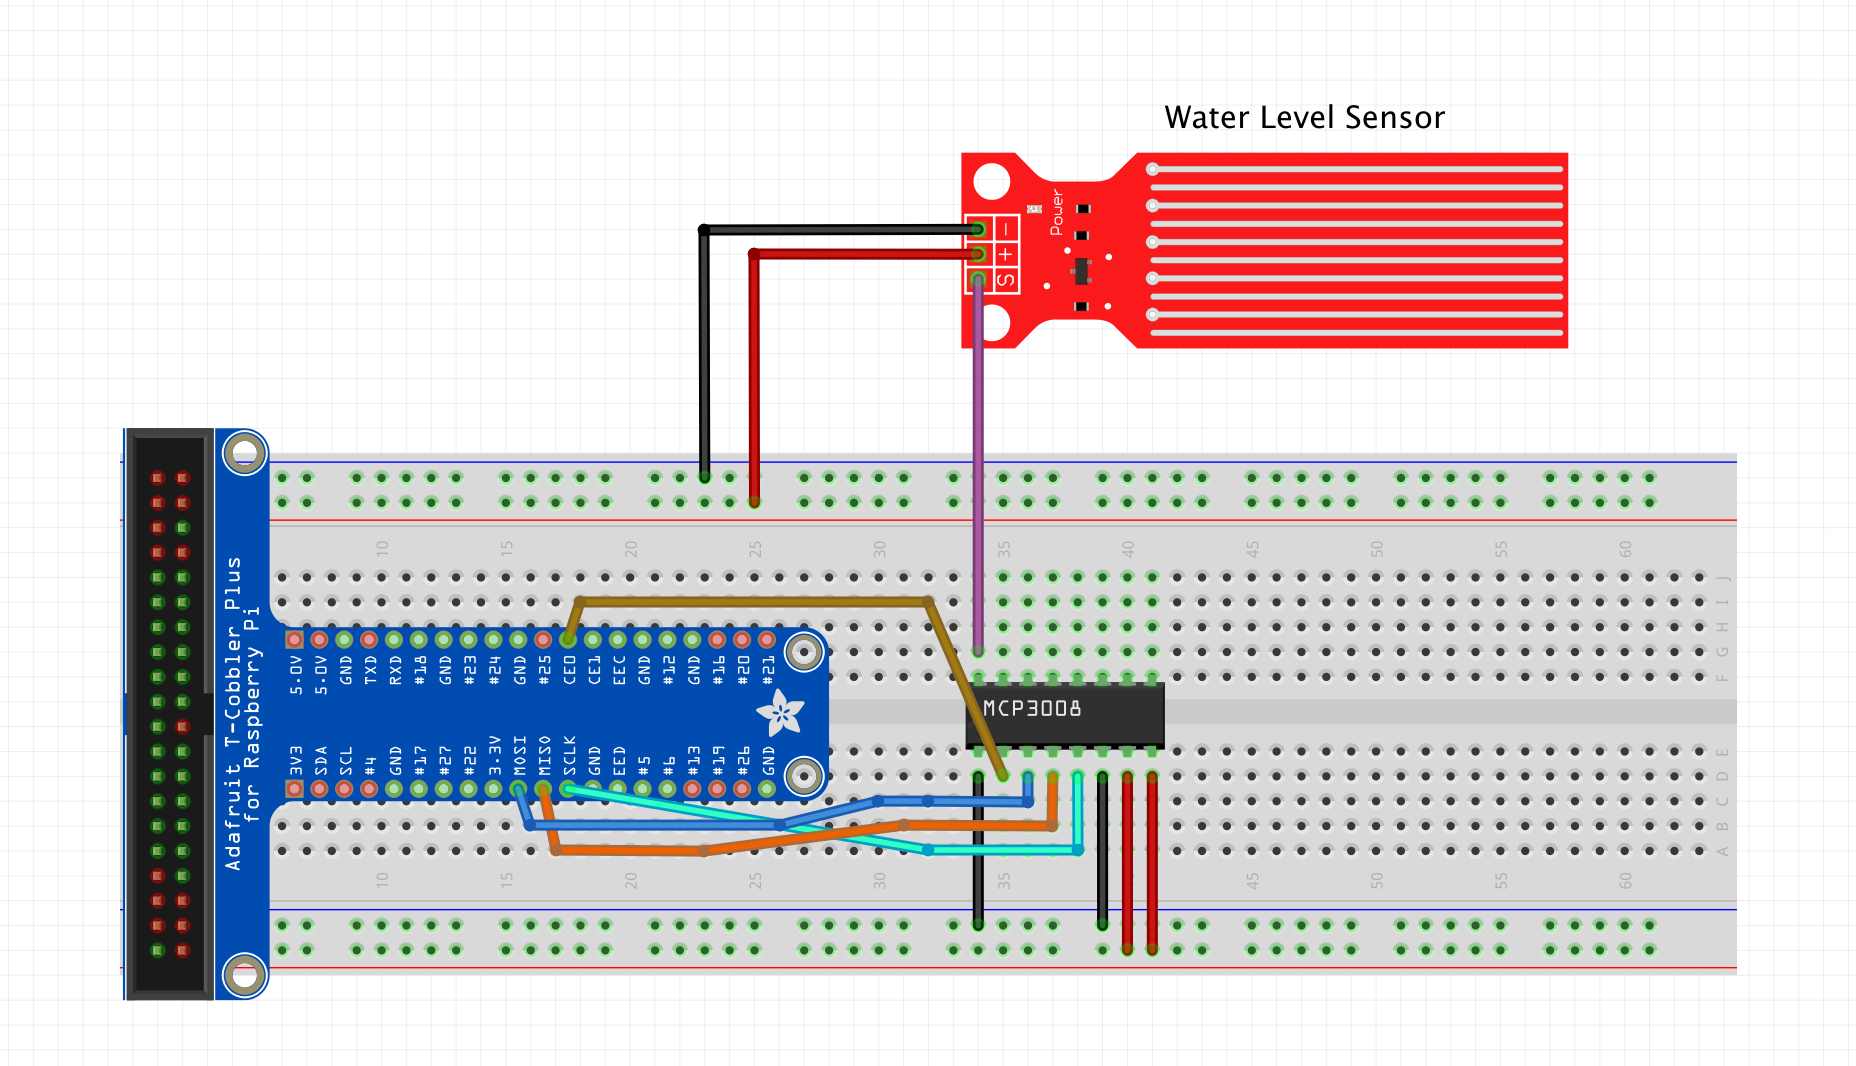 Water Level Sensor
Power
−
+
S
10 15 20 25 30 35 40 45 50 55 60
J
I
H
G
F
5.0V 5.0V GND TXD RXD #18 GND #23 #24 GND #25 CE0 CE1 EEC GND #12 GND #16 #20 #21
MCP3008
Adafruit T-Cobbler Plus
for Raspberry Pi
3V3 SDA SCL #4 GND #17 #27 #22 3.3V MOSI MISO SCLK GND EED #5 #6 #13 #19 #26 GND
E
D
C
B
A
10 15 20 25 30 35 45 50 55 60